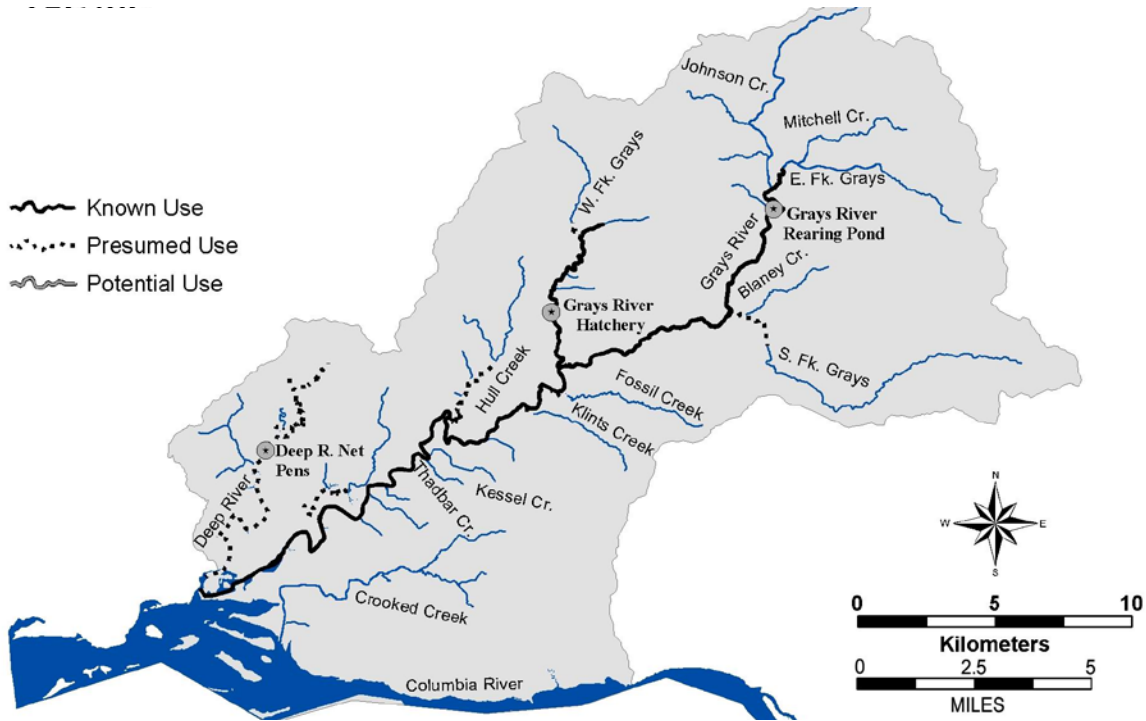 Johnson Cr.
Mitchell Cr.
W. Fk. Grays
E. Fk. Grays
Known Use
Presumed Use
Potential Use
Grays River
Rearing Pond
Grays River
Blaney Cr.
Grays River
Hatchery
S. Fk. Grays
Hull Creek
Fossil Creek
Klints Creek
Deep R. Net
Pens
Deep River
Thadbar Cr.
Kessel Cr.
Crooked Creek
Columbia River
N
W
E
S
0 5 10
Kilometers
0 2.5 5
MILES